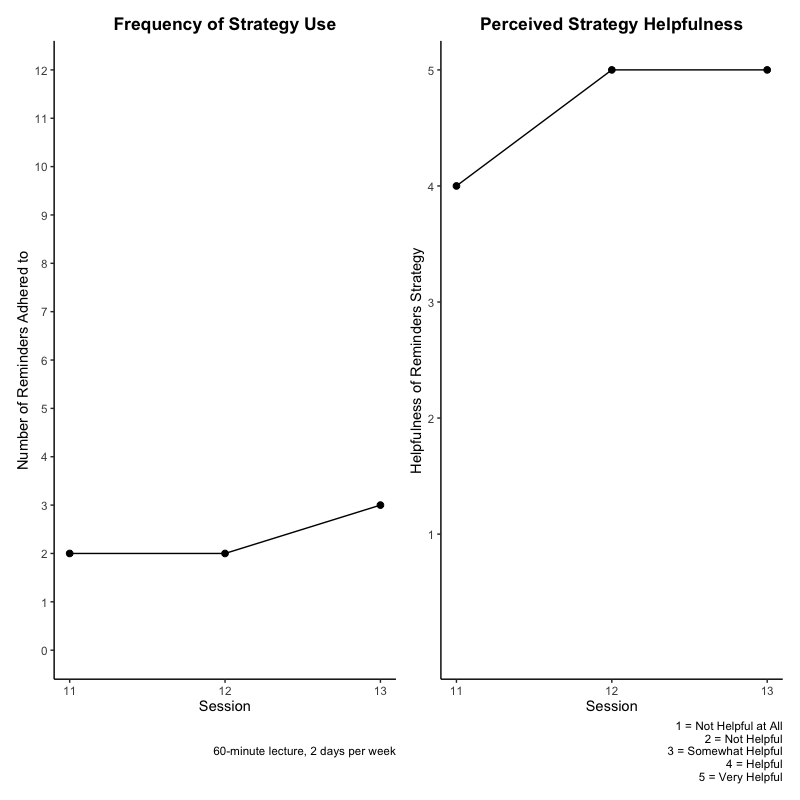 Frequency of Strategy Use
Number of Reminders Adhered to
12
11
10
9
8
7
6
5
4
3
2
1
0
11 12 13
Session
60-minute lecture, 2 days per week
Perceived Strategy Helpfulness
Helpfulness of Reminders Strategy
5
4
3
2
1
11 12 13
Session
1 = Not Helpful at All
2 = Not Helpful
3 = Somewhat Helpful
4 = Helpful
5 = Very Helpful